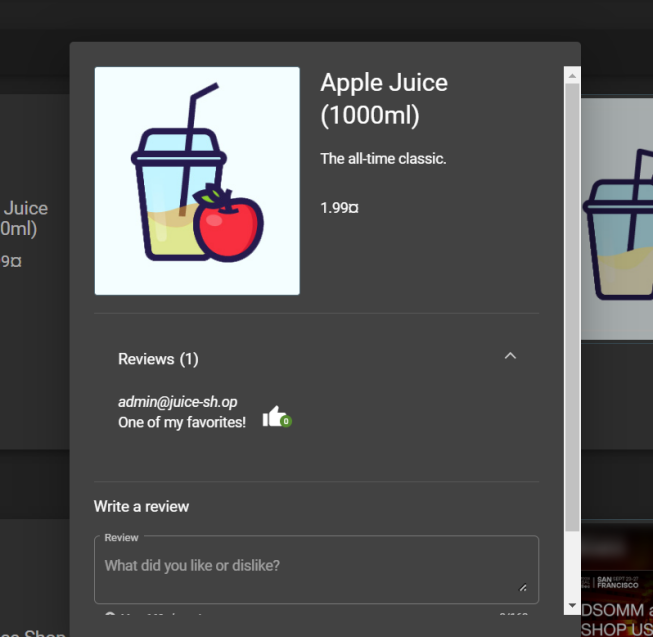 Apple Juice
(1000ml)
The all-time classic.
1.99¤
Juice
0ml)
9¤
Reviews (1)
admin@juice-sh.op
One of my favorites!
0
Write a review
Review
What did you like or dislike?
SAN
FRANCISCO
SEPT
DSOMM a
SHOP US